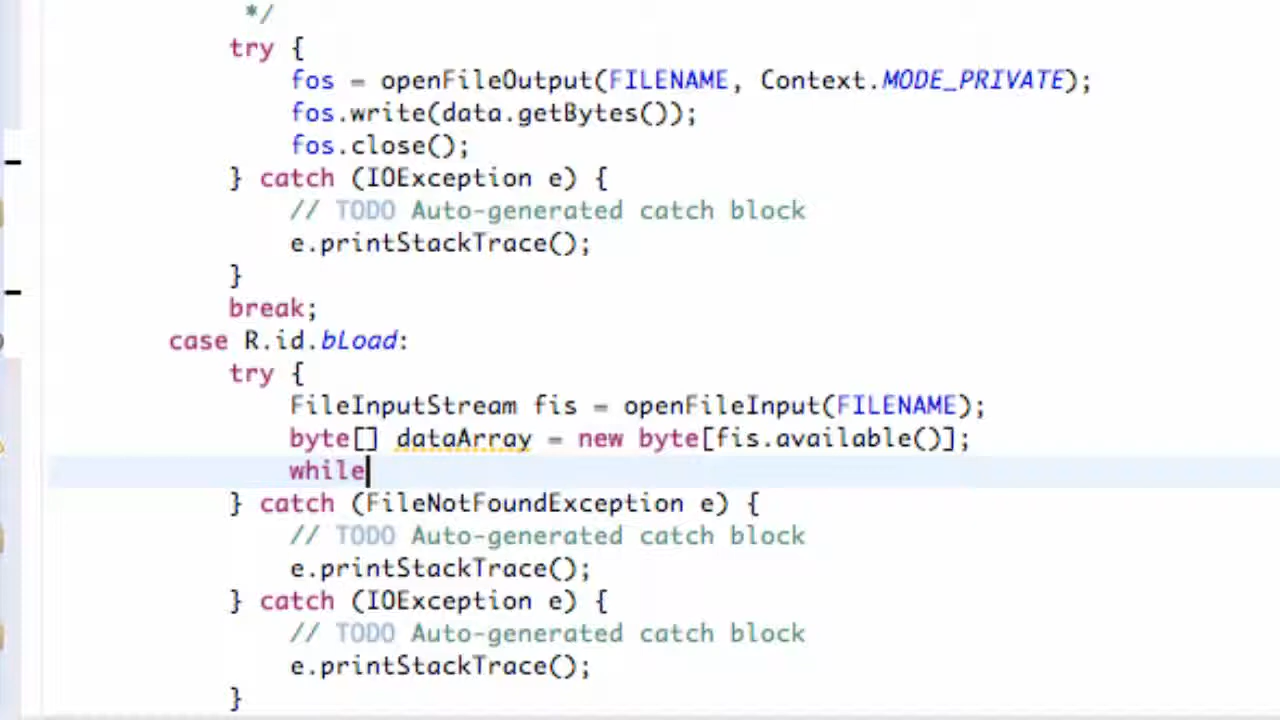 */
try {
fos = openFileOutput(FILENAME, Context.MODE_PRIVATE);
fos.write(data.getBytes());
fos.close();
} catch (IOException e) {
// TODO Auto-generated catch block
e.printStackTrace();
}
break;
case R.id.bLoad:
try {
FileInputStream fis = openFileInput(FILENAME);
byte[] dataArray = new byte[fis.available()];
while
} catch (FileNotFoundException e) {
// TODO Auto-generated catch block
e.printStackTrace();
} catch (IOException e) {
// TODO Auto-generated catch block
e.printStackTrace();
}